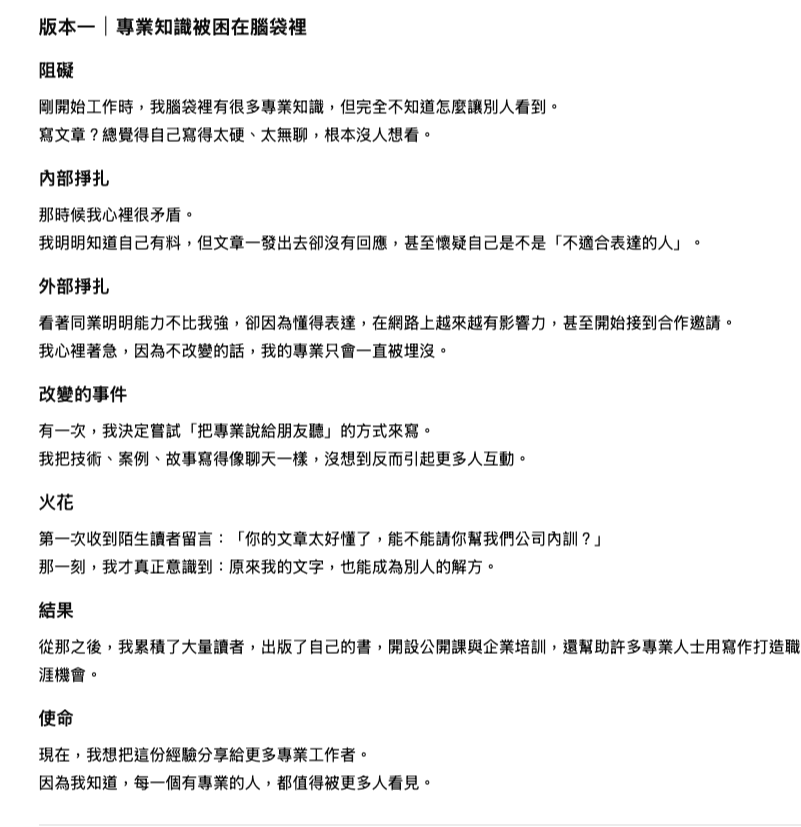 版本一｜專業知識被困在腦袋裡
阻礙
剛開始工作時，我腦袋裡有很多專業知識，但完全不知道怎麼讓別人看到。
寫文章？總覺得自己寫得太硬、太無聊，根本沒人想看。
內部掙扎
那時候我心裡很矛盾。
我明明知道自己有料，但文章一發出去卻沒有回應，甚至懷疑自己是不是「不適合表達的人」。
外部掙扎
看著同業明明能力不比我強，卻因為懂得表達，在網路上越來越有影響力，甚至開始接到合作邀請。
我心裡著急，因為不改變的話，我的專業只會一直被埋沒。
改變的事件
有一次，我決定嘗試「把專業說給朋友聽」的方式來寫。
我把技術、案例、故事寫得像聊天一樣，沒想到反而引起更多人互動。
火花
第一次收到陌生讀者留言：「你的文章太好懂了，能不能請你幫我們公司內訓？」
那一刻，我才真正意識到：原來我的文字，也能成為別人的解方。
結果
從那之後，我累積了大量讀者，出版了自己的書，開設公開課與企業培訓，還幫助許多專業人士用寫作打造職
涯機會。
使命
現在，我想把這份經驗分享給更多專業工作者。
因為我知道，每一個有專業的人，都值得被更多人看見。